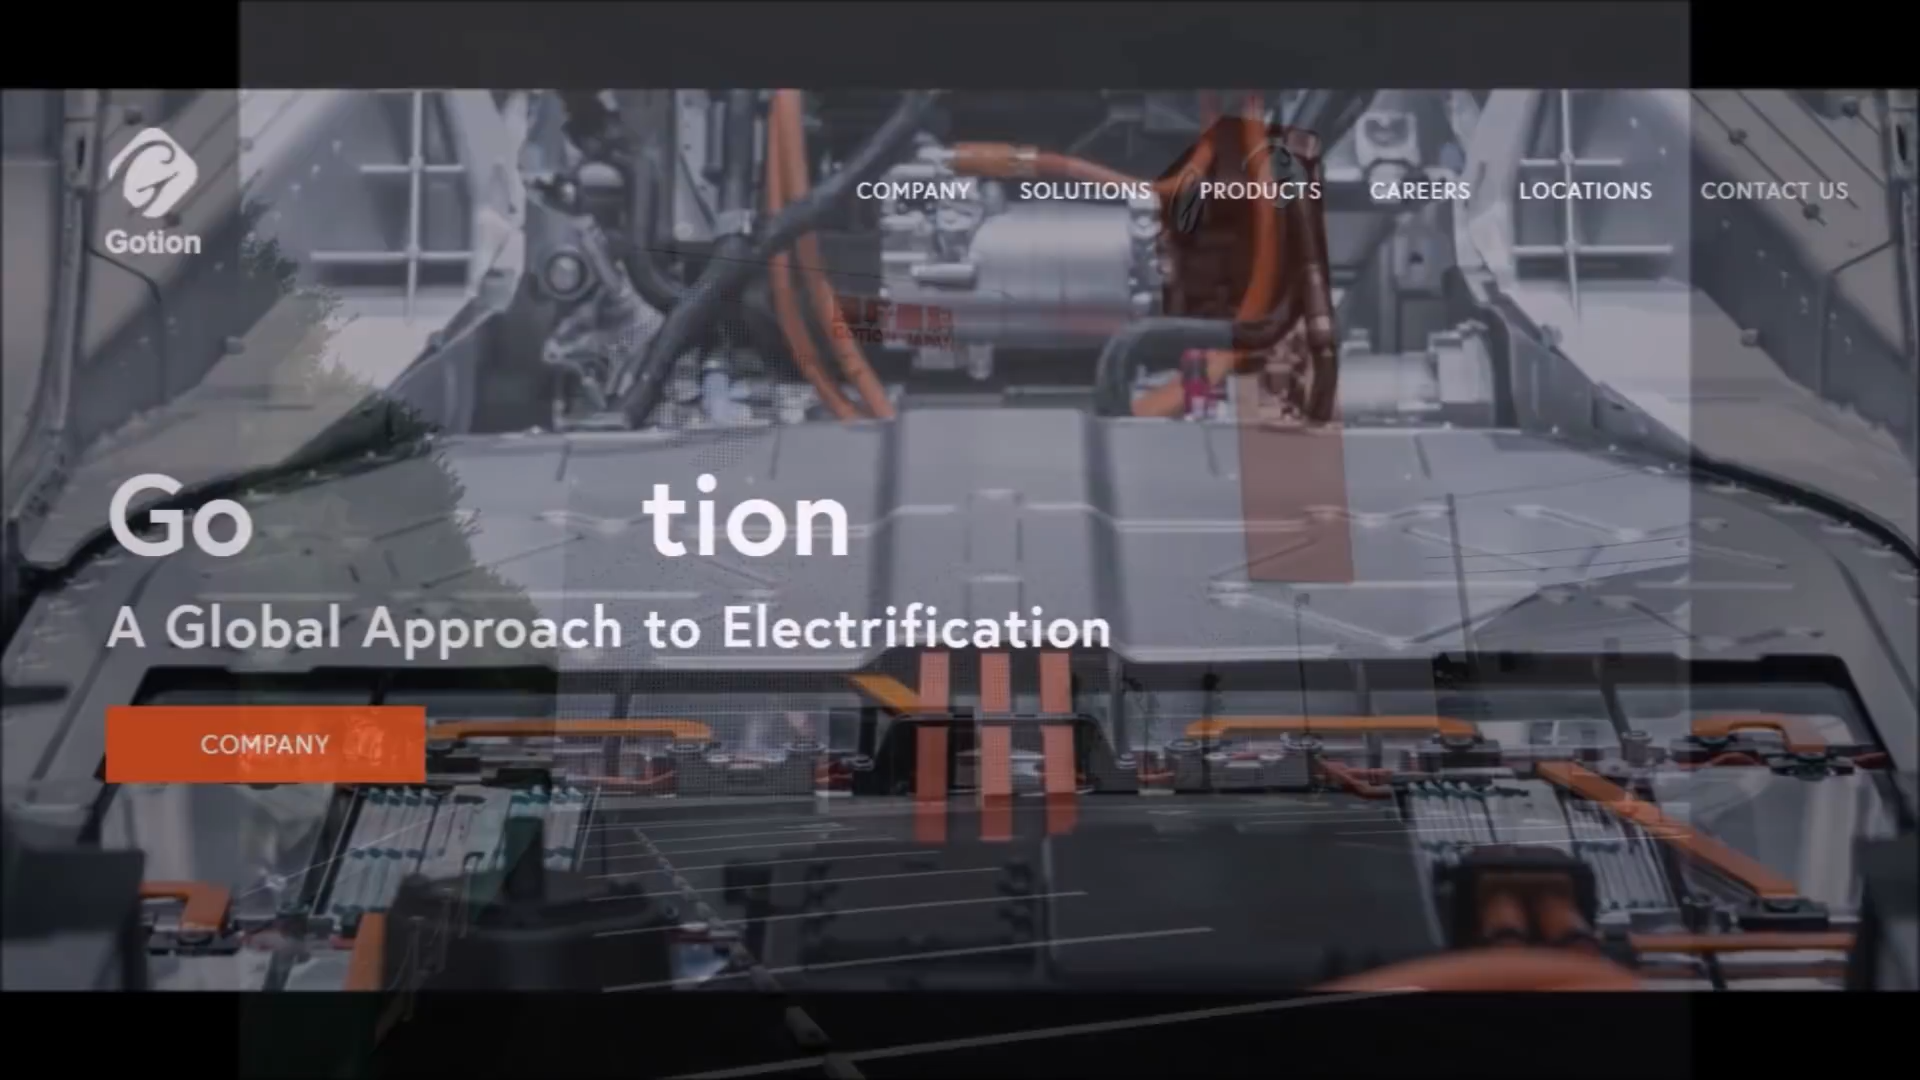 Gotion
COMPANY SOLUTIONS PRODUCTS CAREERS LOCATIONS CONTACT US
Go tion
A Global Approach to Electrification
COMPANY